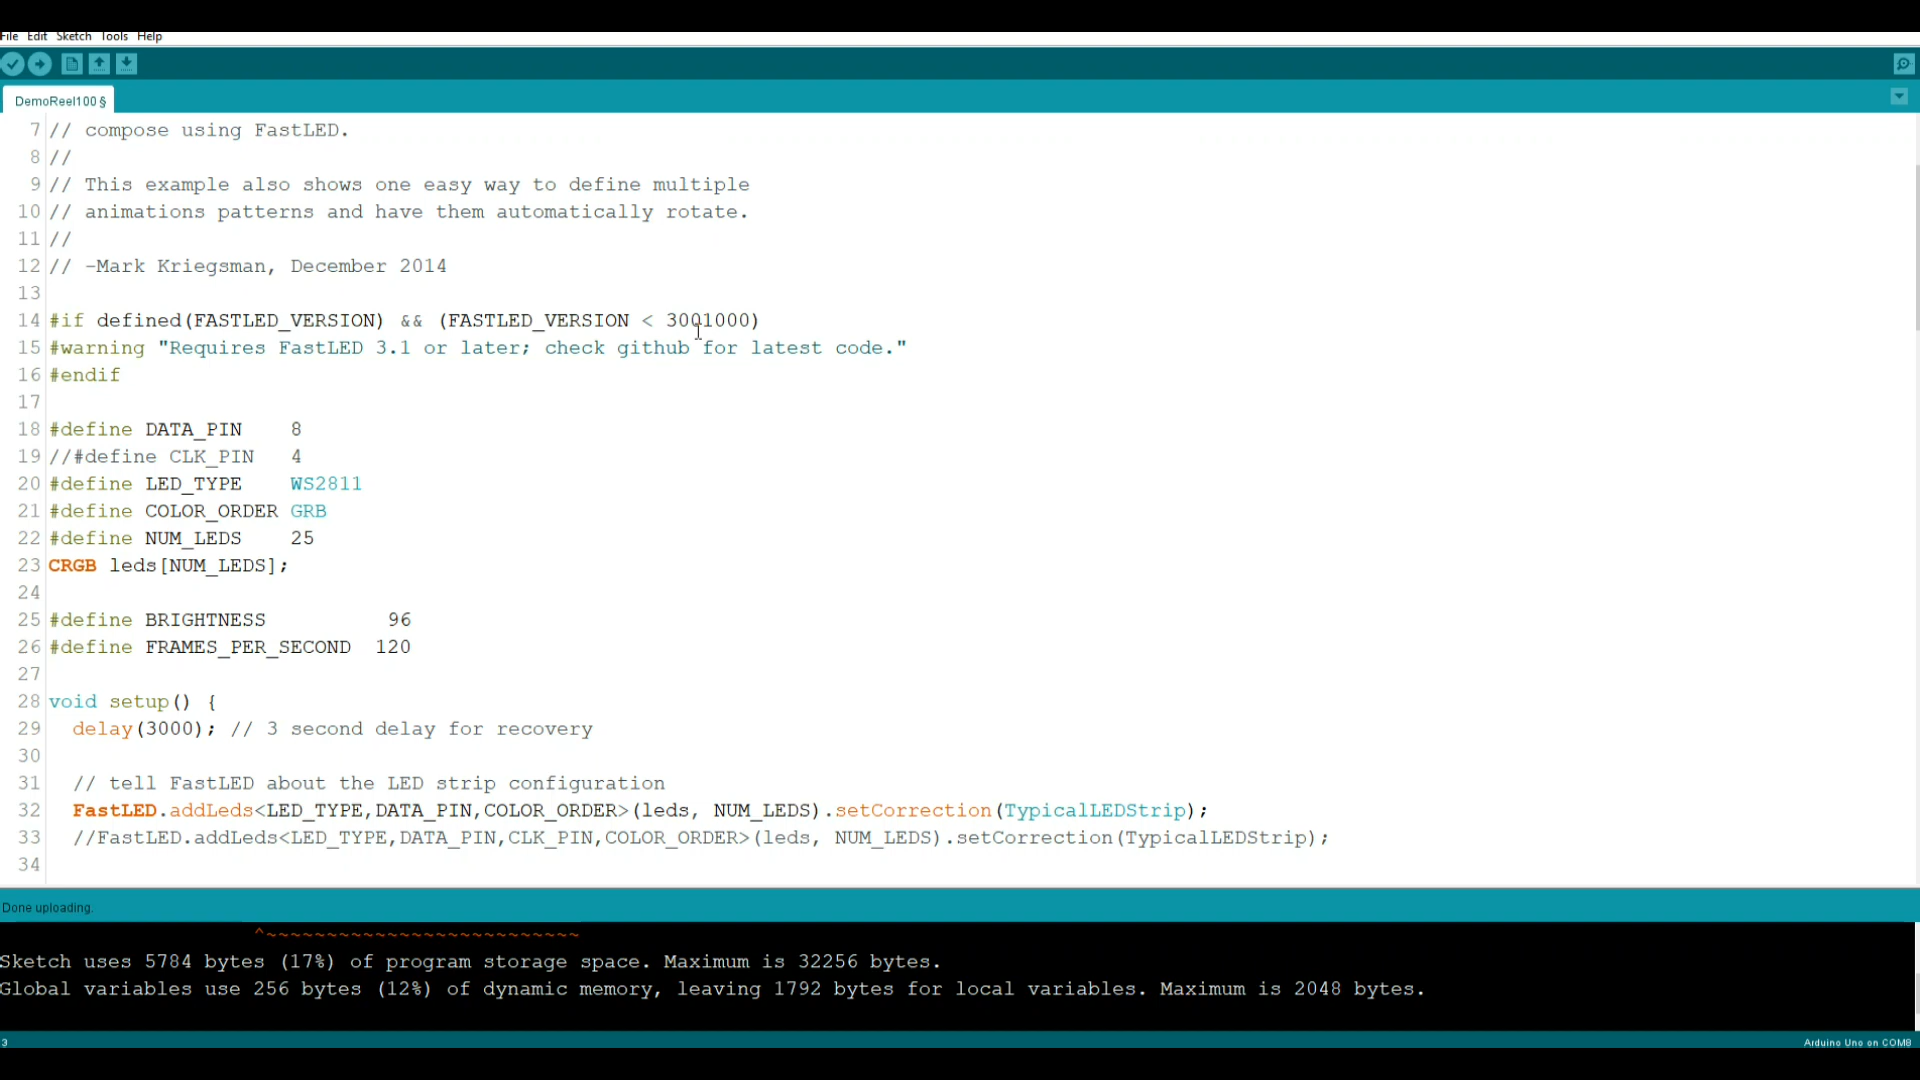 File Edit Sketch Tools Help
DemoReel100 §
7 // compose using FastLED.
8 //
9 // This example also shows one easy way to define multiple
10 // animations patterns and have them automatically rotate.
11 //
12 // -Mark Kriegsman, December 2014
13
14 #if defined(FASTLED_VERSION) && (FASTLED_VERSION < 3001000)
15 #warning "Requires FastLED 3.1 or later; check github for latest code."
16 #endif
17
18 #define DATA_PIN    8
19 //#define CLK_PIN   4
20 #define LED_TYPE    WS2811
21 #define COLOR_ORDER GRB
22 #define NUM_LEDS    25
23 CRGB leds[NUM_LEDS];
24
25 #define BRIGHTNESS          96
26 #define FRAMES_PER_SECOND  120
27
28 void setup() {
29   delay(3000); // 3 second delay for recovery
30
31   // tell FastLED about the LED strip configuration
32   FastLED.addLeds<LED_TYPE,DATA_PIN,COLOR_ORDER>(leds, NUM_LEDS).setCorrection(TypicalLEDStrip);
33   //FastLED.addLeds<LED_TYPE,DATA_PIN,CLK_PIN,COLOR_ORDER>(leds, NUM_LEDS).setCorrection(TypicalLEDStrip);
34
Done uploading.
^~~~~~~~~~~~~~~~~~~~~~~~~~~
Sketch uses 5784 bytes (17%) of program storage space. Maximum is 32256 bytes.
Global variables use 256 bytes (12%) of dynamic memory, leaving 1792 bytes for local variables. Maximum is 2048 bytes.
3
Arduino Uno on COM8